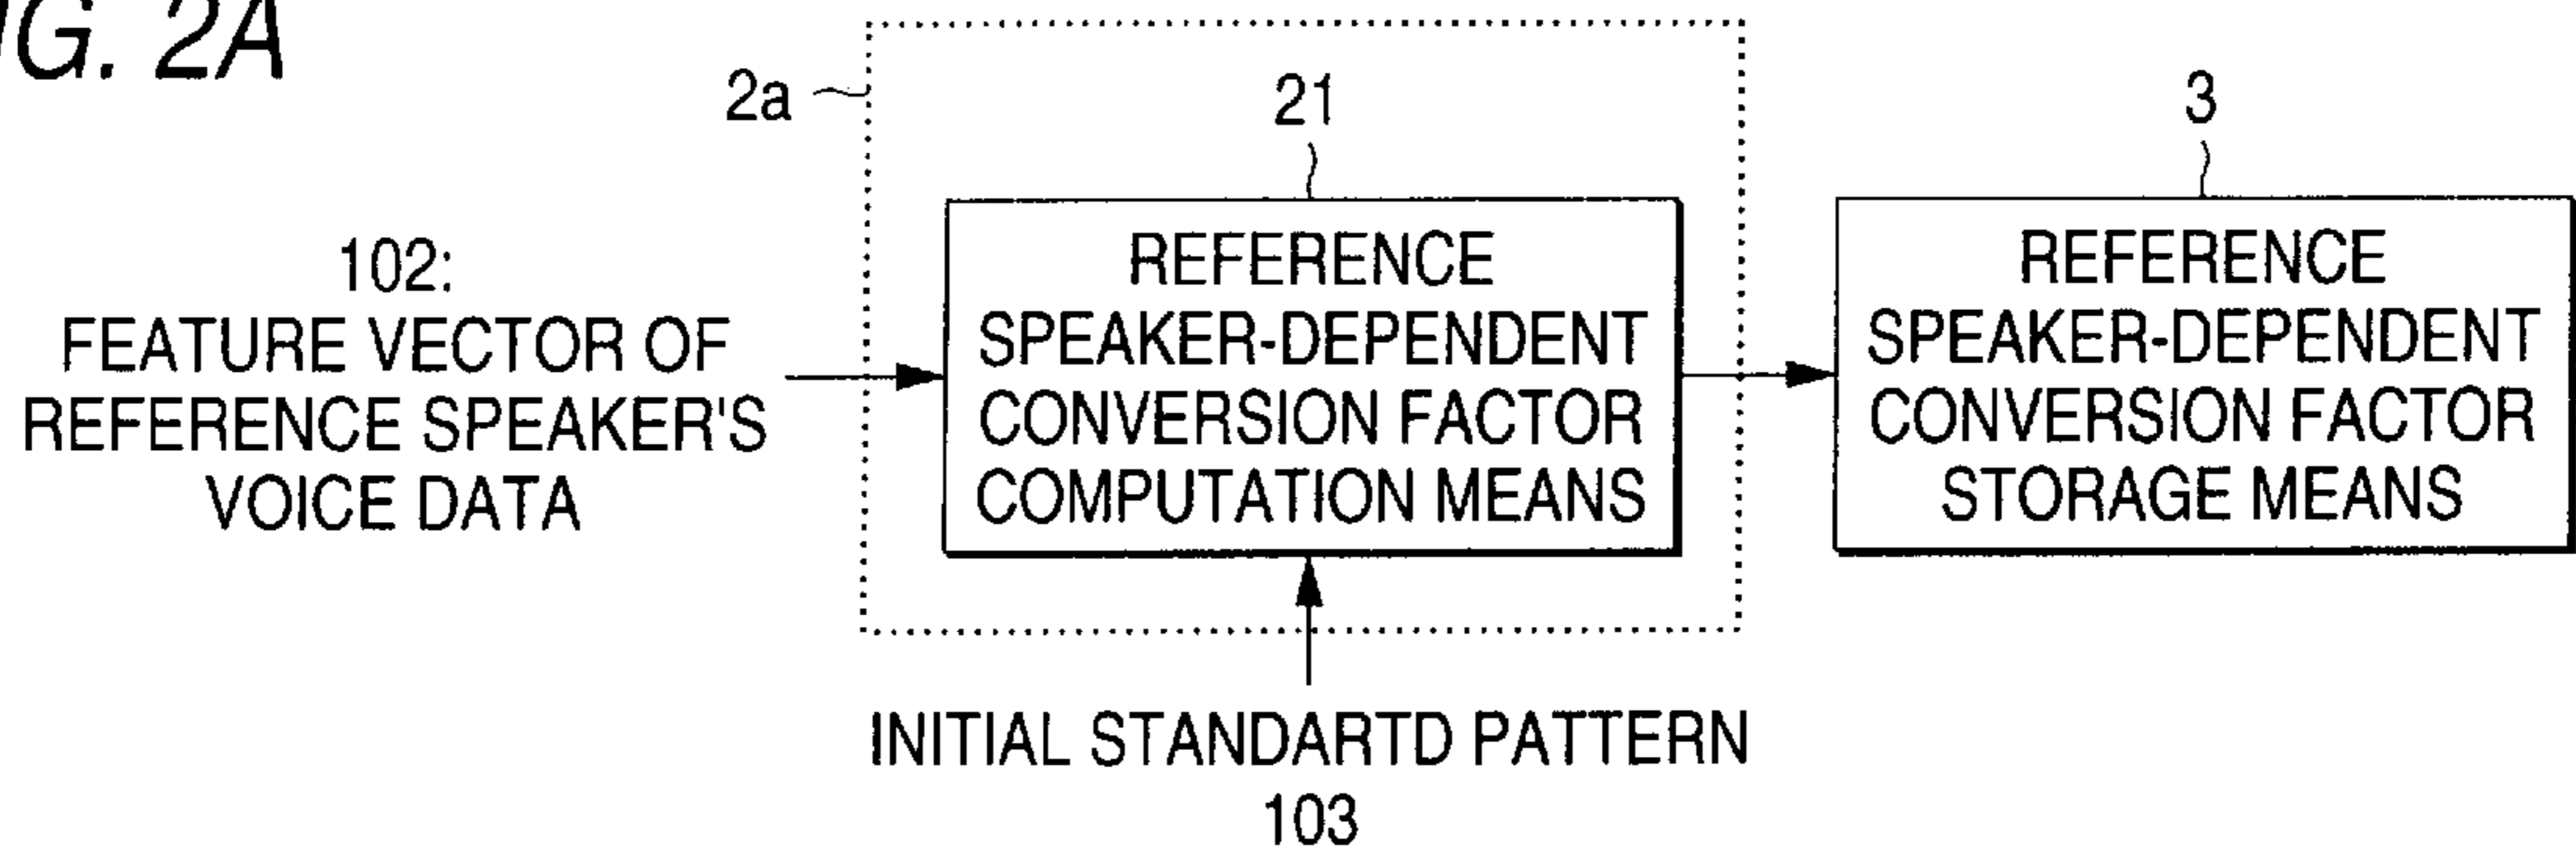 G. 2A
2a
21
3
102:
FEATURE VECTOR OF
REFERENCE SPEAKER'S
VOICE DATA
REFERENCE
SPEAKER-DEPENDENT
CONVERSION FACTOR
COMPUTATION MEANS
REFERENCE
SPEAKER-DEPENDENT
CONVERSION FACTOR
STORAGE MEANS
INITIAL STANDARTD PATTERN
103